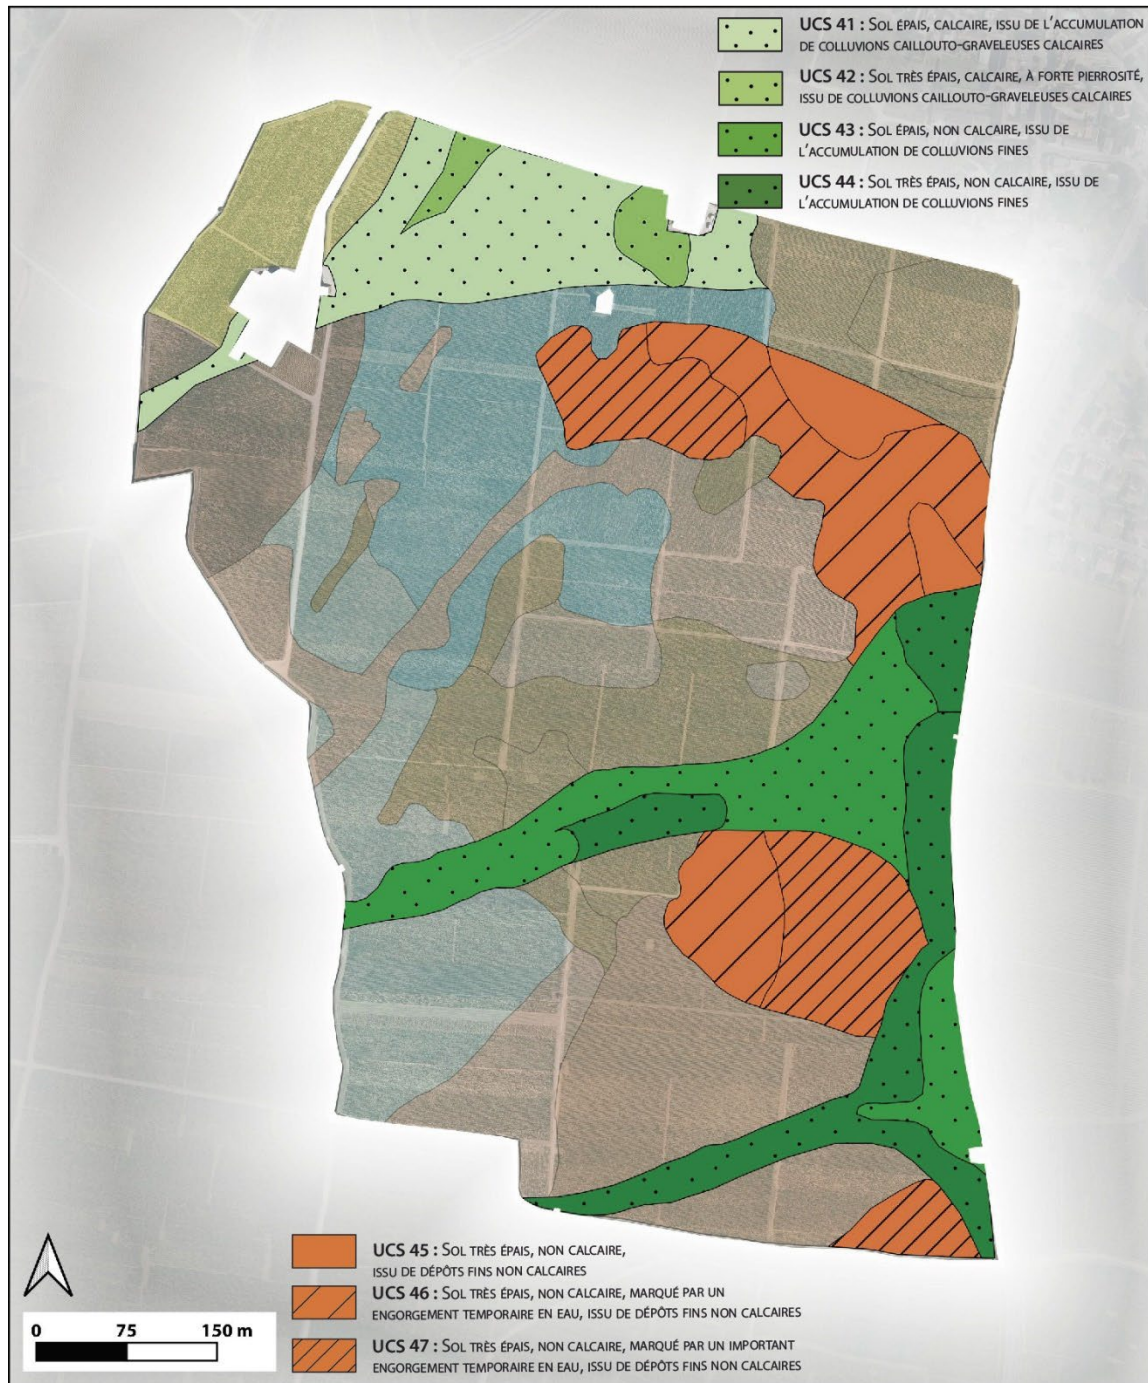 UCS 41 : Sol épais, calcaire, issu de l'accumulation
de colluvions caillouto-graveleuses calcaires
UCS 42 : Sol très épais, calcaire, à forte pierrosité,
issu de colluvions caillouto-graveleuses calcaires
UCS 43 : Sol épais, non calcaire, issu de
l'accumulation de colluvions fines
UCS 44 : Sol très épais, non calcaire, issu de
l'accumulation de colluvions fines
UCS 45 : Sol très épais, non calcaire,
issu de dépôts fins non calcaires
UCS 46 : Sol très épais, non calcaire, marqué par un
engorgement temporaire en eau, issu de dépôts fins non calcaires
UCS 47 : Sol très épais, non calcaire, marqué par un important
engorgement temporaire en eau, issu de dépôts fins non calcaires
0 75 150 m